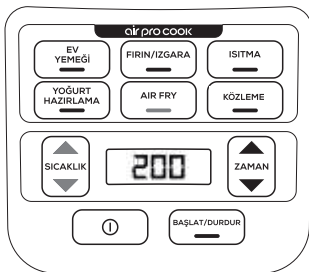 air pro cook
EV
YEMEĞİ
FIRIN/IZGARA
ISITMA
YOĞURT
HAZIRLAMA
AIR FRY
KÖZLEME
SICAKLIK
200
ZAMAN
BAŞLAT/DURDUR